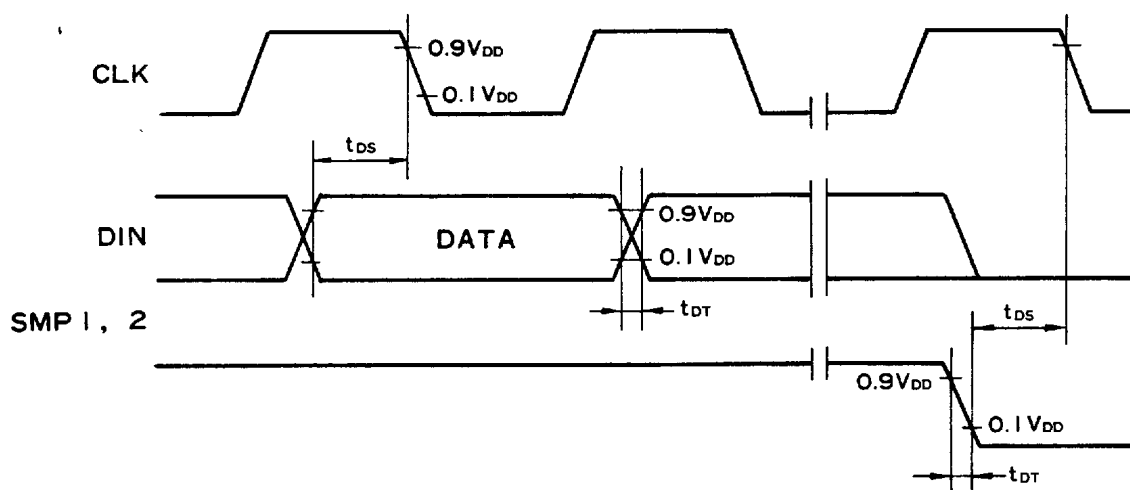 CLK
0.9VDD
0.1VDD
tDS
DIN
DATA
0.9VDD
0.1VDD
tDT
SMP1, 2
tDS
0.9VDD
0.1VDD
tDT